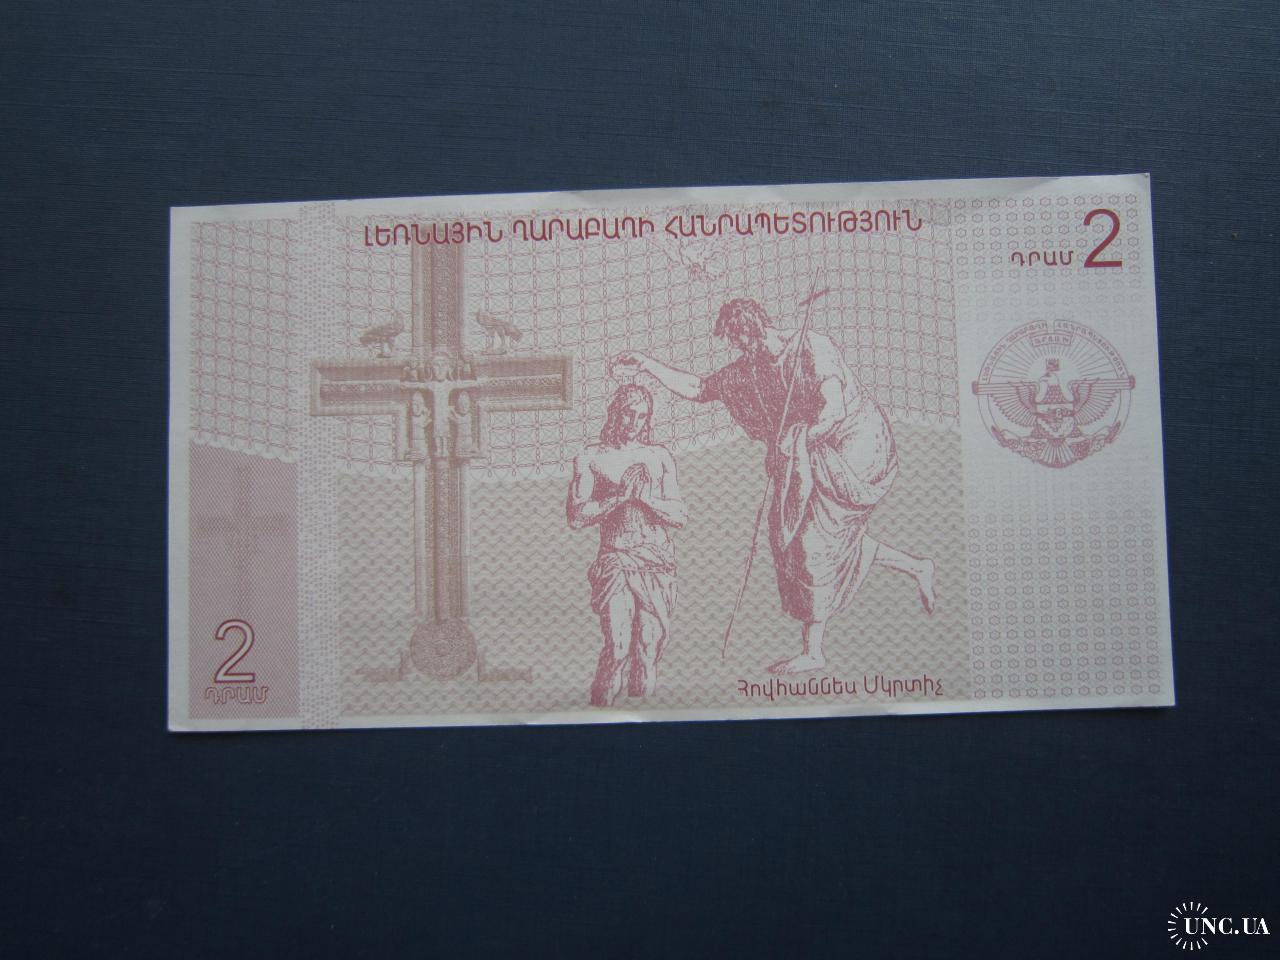 ԼԵՌՆԱՅԻՆ ՂԱՐԱԲԱՂԻ ՀԱՆՐԱՊԵՏՈՒԹՅՈՒՆ
ԴՐԱՄ 2
2
ԴՐԱՄ
Հովհաննես Մկրտիչ
UNC.UA